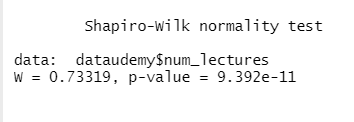 Shapiro-Wilk normality test
data:  dataudemy$num_lectures
W = 0.73319, p-value = 9.392e-11